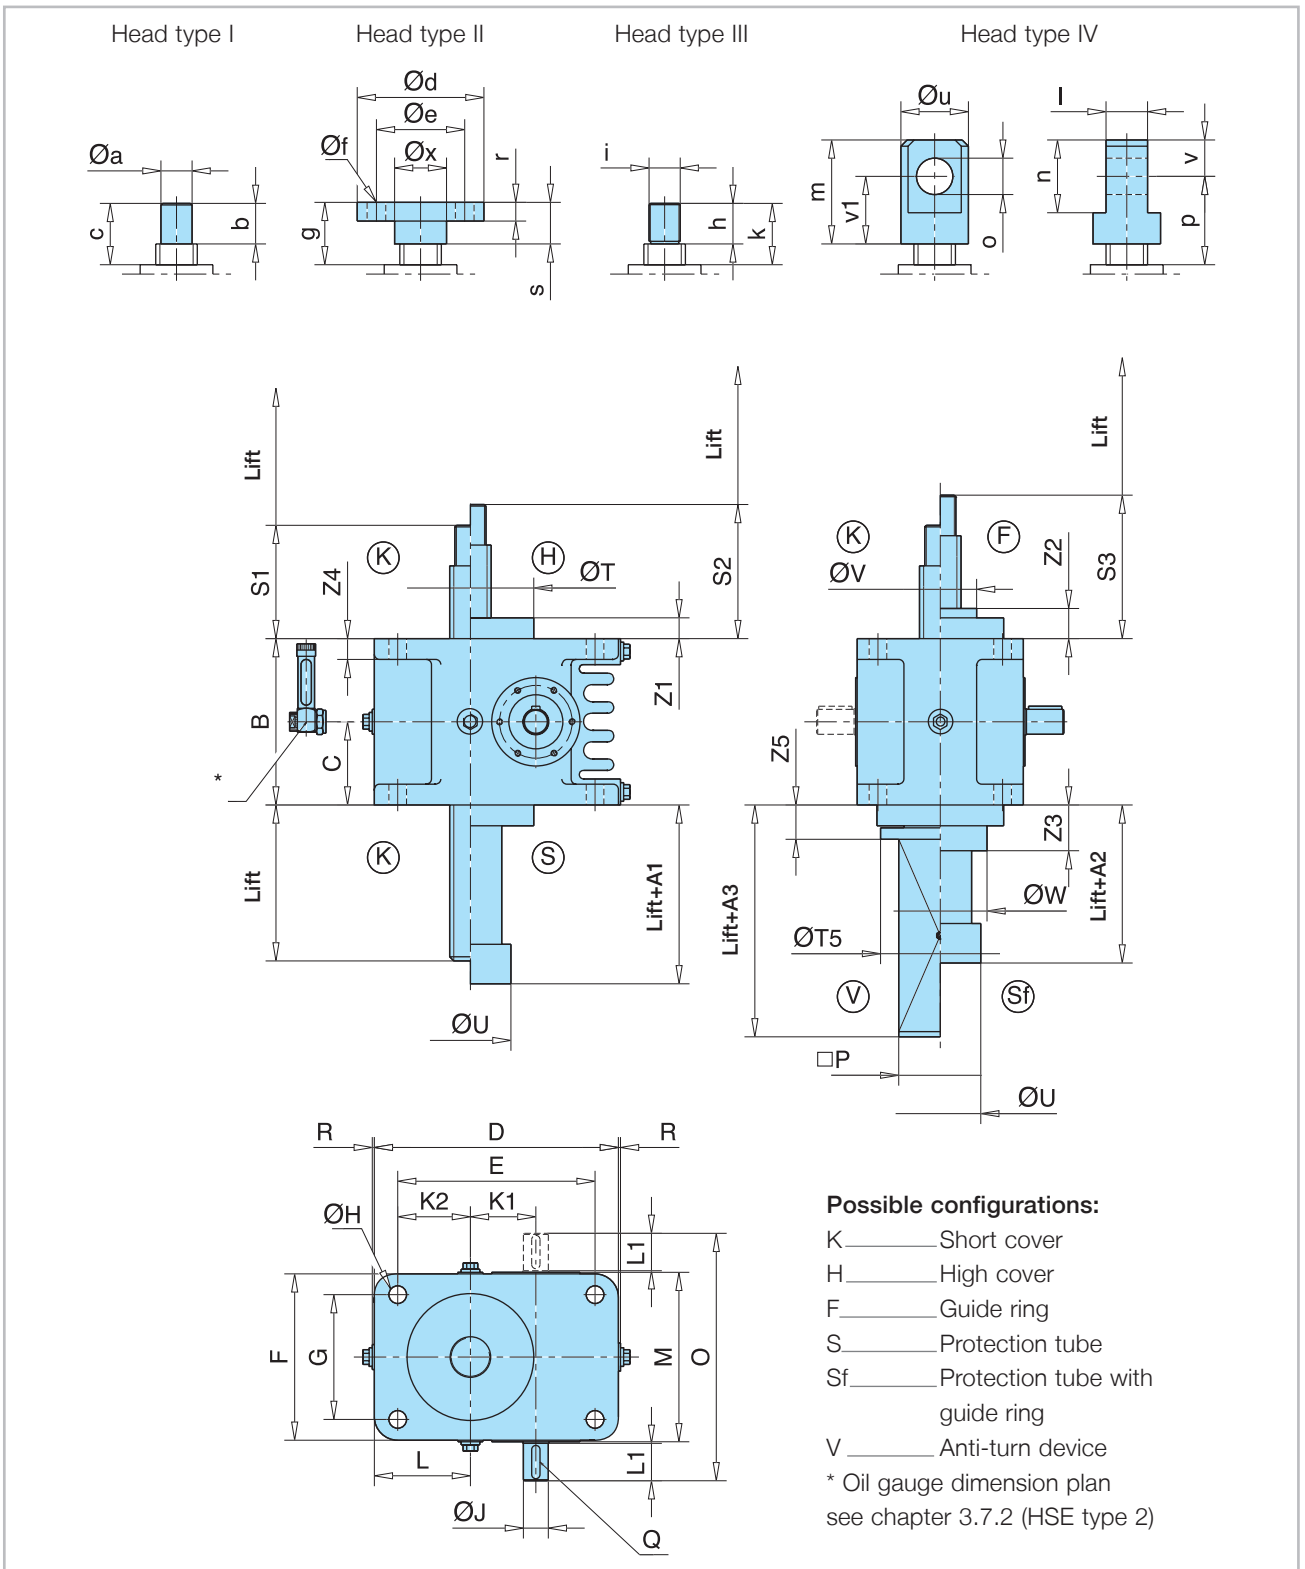 Head type I Head type II Head type III Head type IV
Øa
c
b
Ød
Øe
Øf
Øx
r
g
s
i
h
k
Øu
m
v1
o
l
n
v
p
Lift
S1
Z4
B
C
*
Lift
K
H
ØT
Lift
S2
Z1
K
S
Lift+A1
ØU
K
F
ØV
Z2
Lift
S3
Z5
Z3
Lift+A3
Lift+A2
ØW
ØT5
V
Sf
□P
ØU
R D R
E
K2 K1
ØH
L1
F
G
M
O
L
L1
ØJ
Q
Possible configurations:
K Short cover
H High cover
F Guide ring
S Protection tube
Sf Protection tube with
guide ring
V Anti-turn device
* Oil gauge dimension plan
see chapter 3.7.2 (HSE type 2)